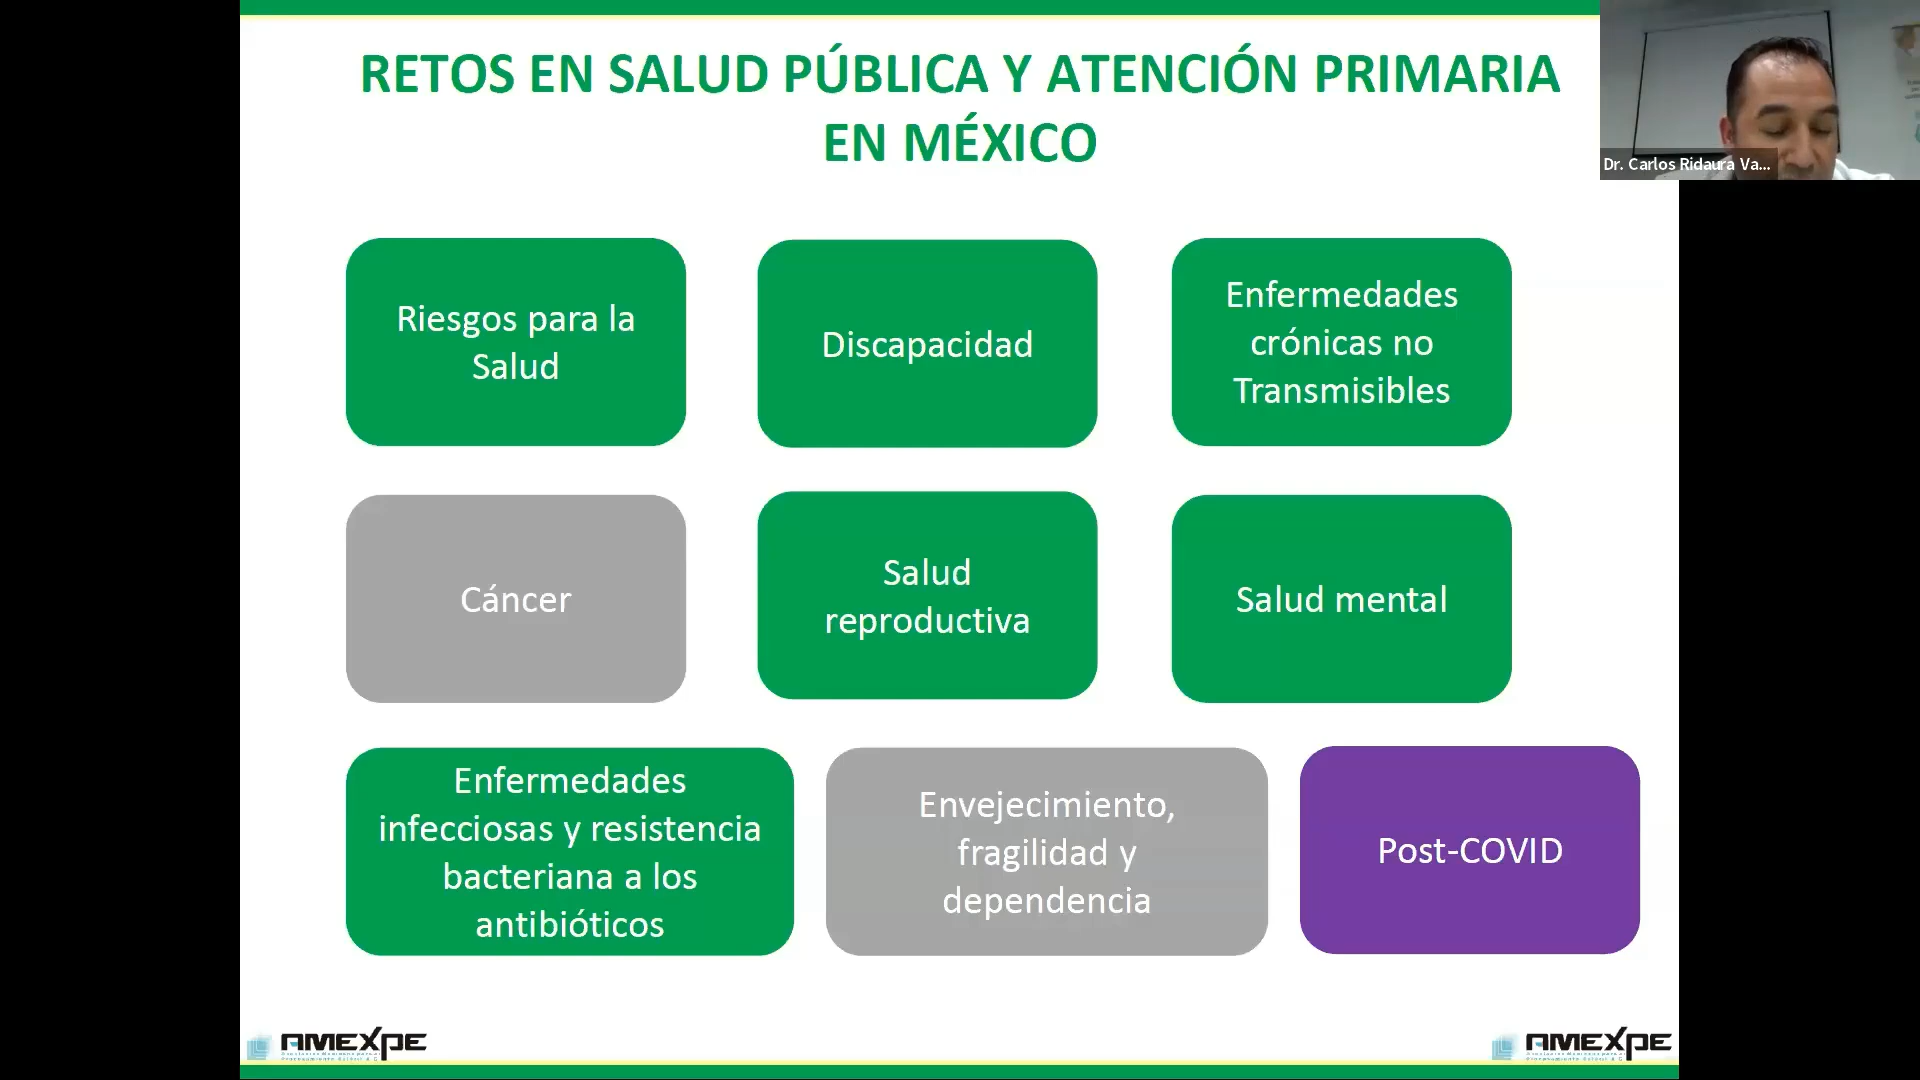 RETOS EN SALUD PÚBLICA Y ATENCIÓN PRIMARIA
EN MÉXICO
Dr. Carlos Ridaura Va...
Riesgos para la
Salud
Discapacidad
Enfermedades
crónicas no
Transmisibles
Cáncer
Salud
reproductiva
Salud mental
Enfermedades
infecciosas y resistencia
bacteriana a los
antibióticos
Envejecimiento,
fragilidad y
dependencia
Post-COVID
AMEXPE
AMEXPE